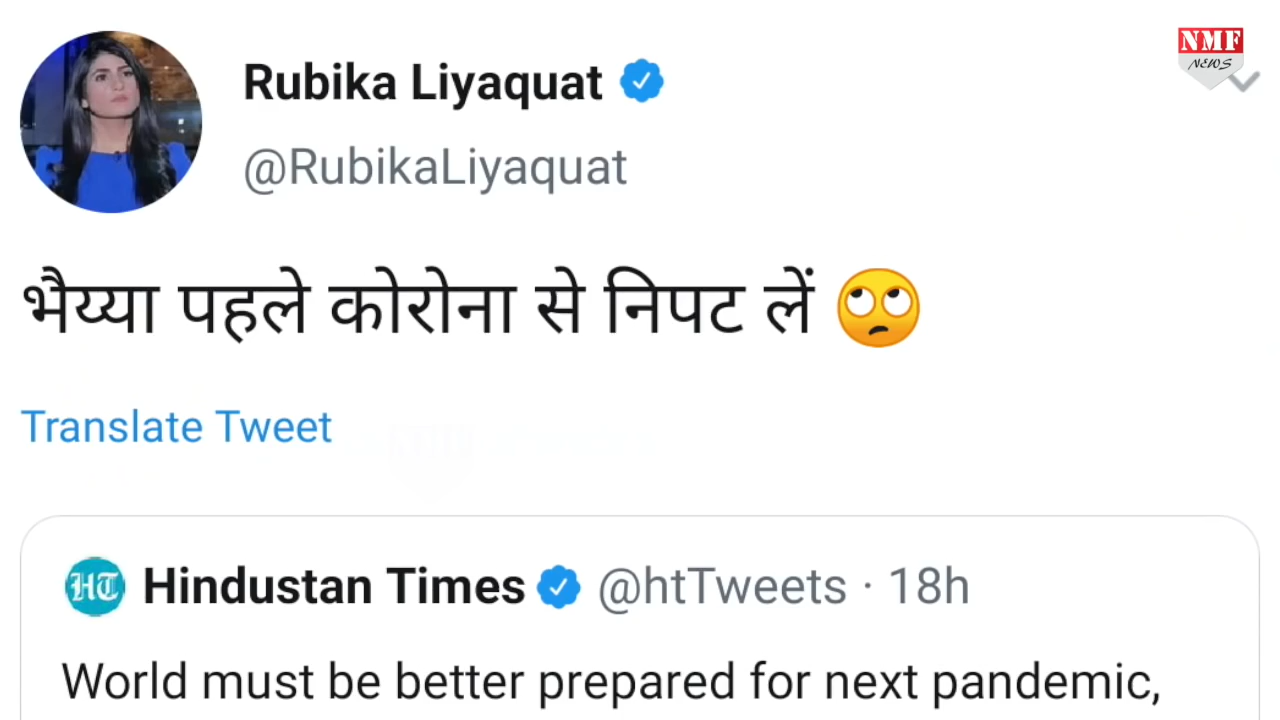 Rubika Liyaquat
@RubikaLiyaquat
NMF
NEWS
भैय्या पहले कोरोना से निपट लें 🙄
Translate Tweet
HT
Hindustan Times @htTweets · 18h
World must be better prepared for next pandemic,